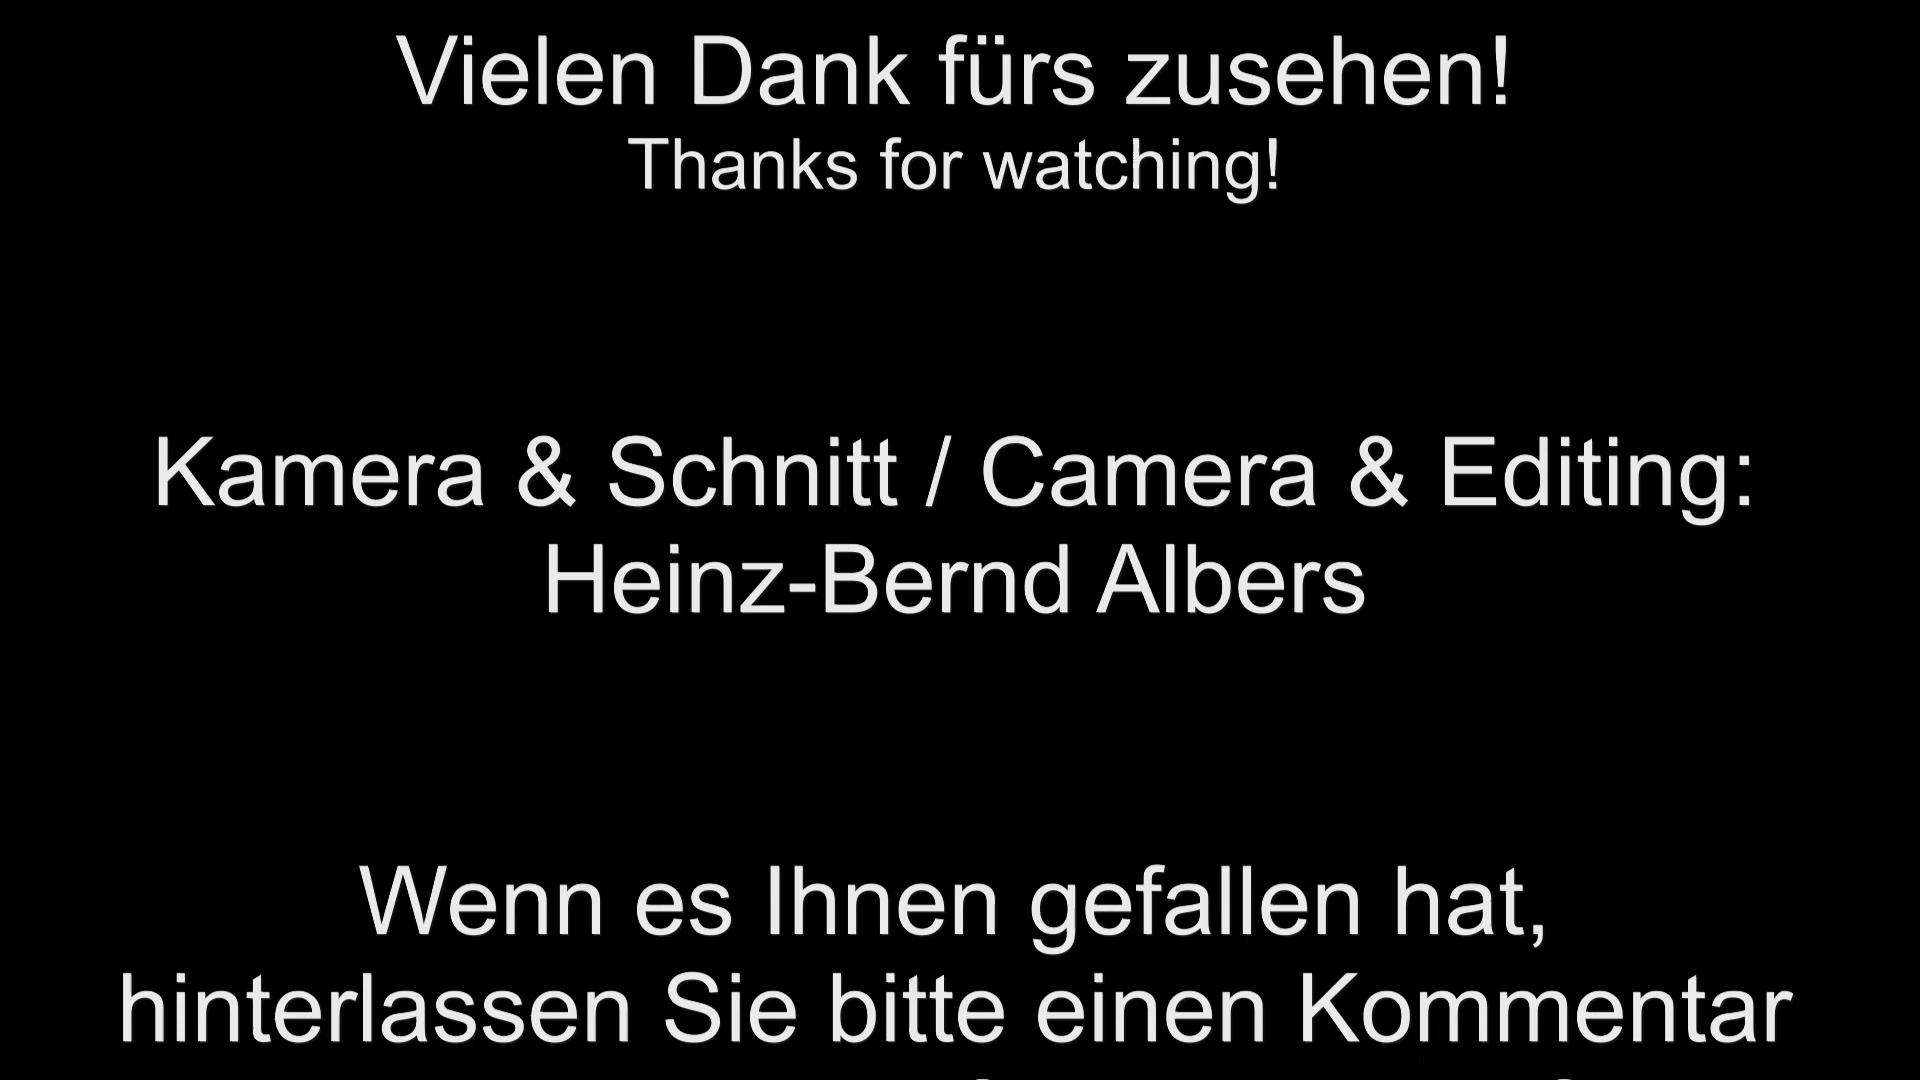 Vielen Dank fürs zusehen!
Thanks for watching!
Kamera & Schnitt / Camera & Editing:
Heinz-Bernd Albers
Wenn es Ihnen gefallen hat,
hinterlassen Sie bitte einen Kommentar